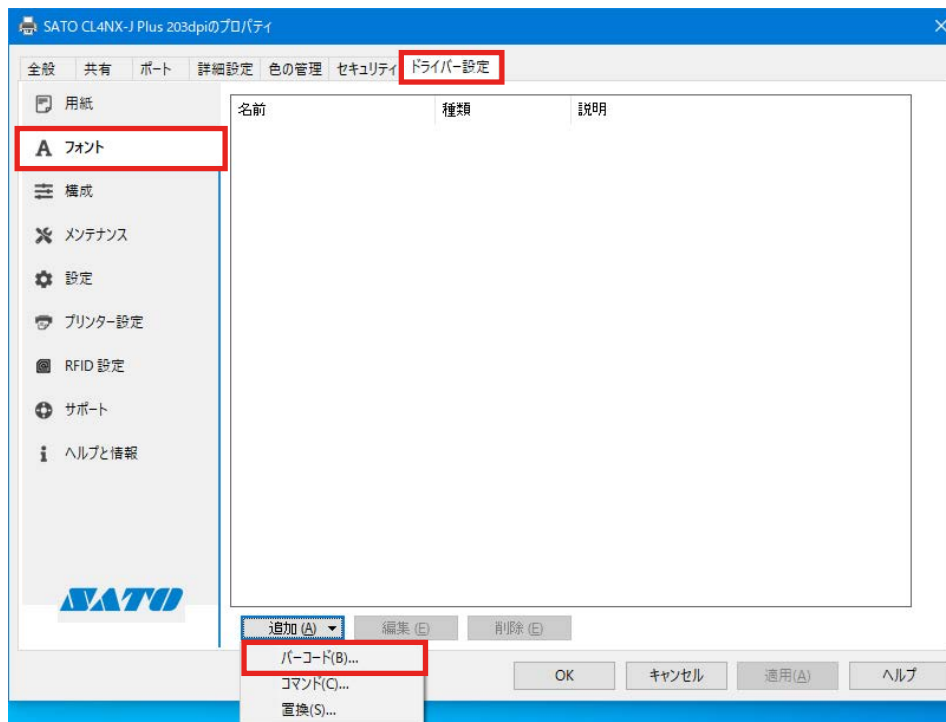 SATO CL4NX-J Plus 203dpiのプロパティ
全般 共有 ポート 詳細設定 色の管理 セキュリティ ドライバー設定
用紙
フォント
構成
メンテナンス
設定
プリンター設定
RFID 設定
サポート
ヘルプと情報
SATO
名前 種類 説明
追加(A) 編集(E) 削除(E)
バーコード(B)...
コマンド(C)...
置換(S)...
OK キャンセル 適用(A) ヘルプ